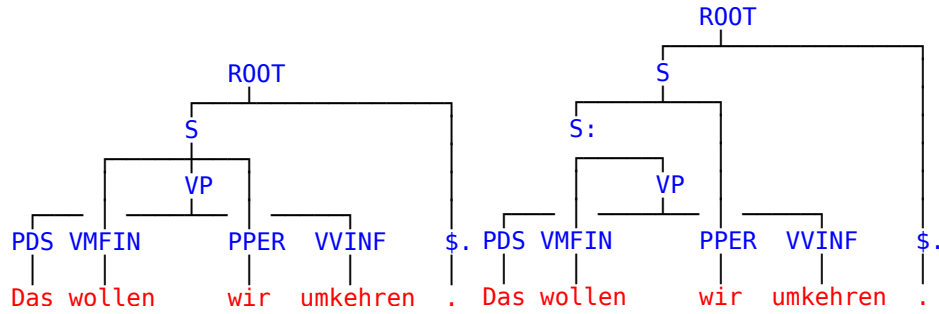 ROOT
ROOT
S
S
S:
VP
VP
PDS VMFIN PPER VVINF $. PDS VMFIN PPER VVINF $.
Das wollen wir umkehren . Das wollen wir umkehren .